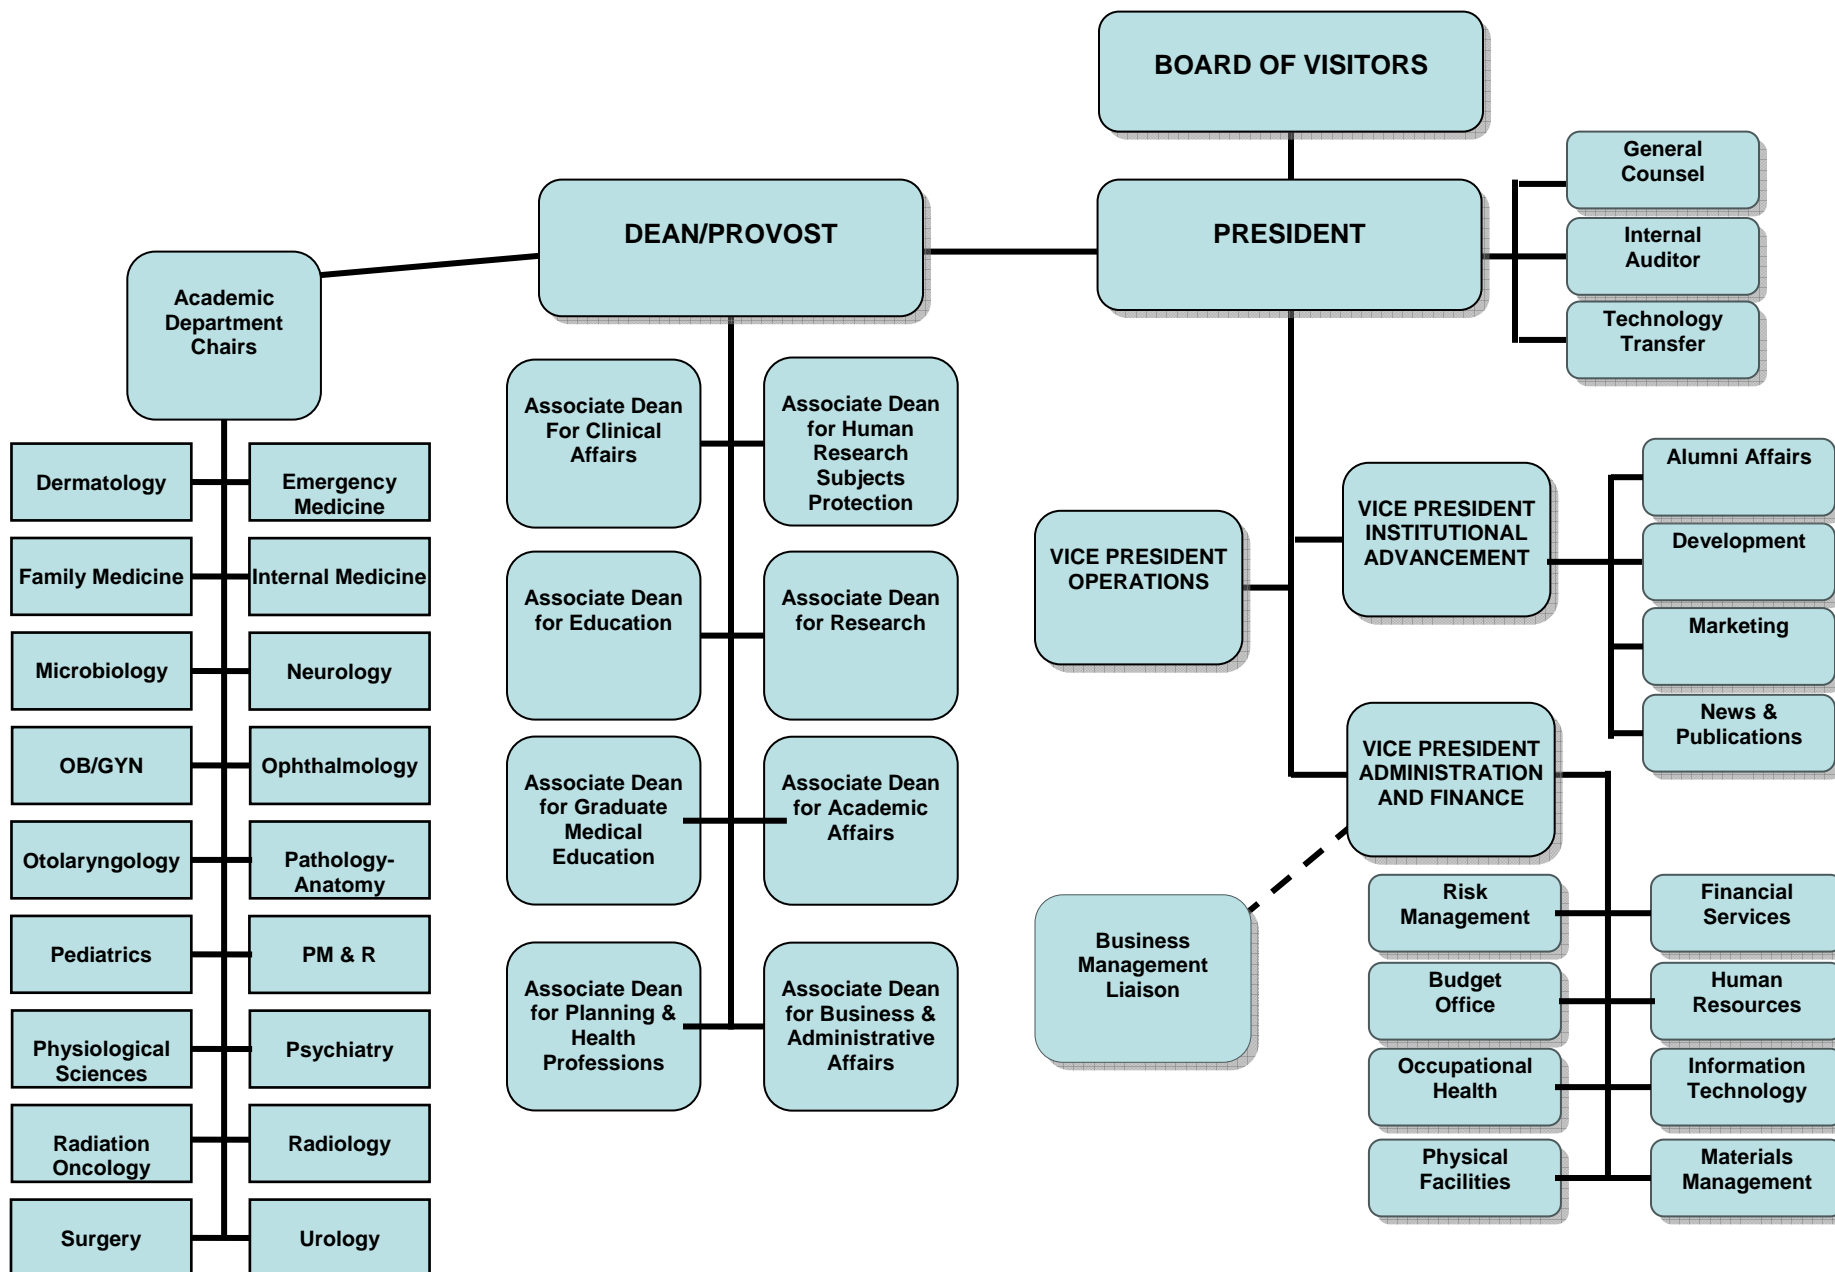 BOARD OF VISITORS
General
Counsel
DEAN/PROVOST
PRESIDENT
Internal
Auditor
Academic
Department
Chairs
Technology
Transfer
Associate Dean
For Clinical
Affairs
Associate Dean
for Human
Research
Subjects
Protection
Dermatology
Emergency
Medicine
Family Medicine
Internal Medicine
Microbiology
Neurology
OB/GYN
Ophthalmology
Otolaryngology
Pathology-
Anatomy
Pediatrics
PM & R
Physiological
Sciences
Psychiatry
Radiation
Oncology
Radiology
Surgery
Urology
Associate Dean
for Education
Associate Dean
for Research
Associate Dean
for Graduate
Medical
Education
Associate Dean
for Academic
Affairs
Associate Dean
for Planning &
Health
Professions
Associate Dean
for Business &
Administrative
Affairs
VICE PRESIDENT
OPERATIONS
VICE PRESIDENT
INSTITUTIONAL
ADVANCEMENT
Alumni Affairs
Development
Marketing
News &
Publications
VICE PRESIDENT
ADMINISTRATION
AND FINANCE
Business
Management
Liaison
Risk
Management
Financial
Services
Budget
Office
Human
Resources
Occupational
Health
Information
Technology
Physical
Facilities
Materials
Management